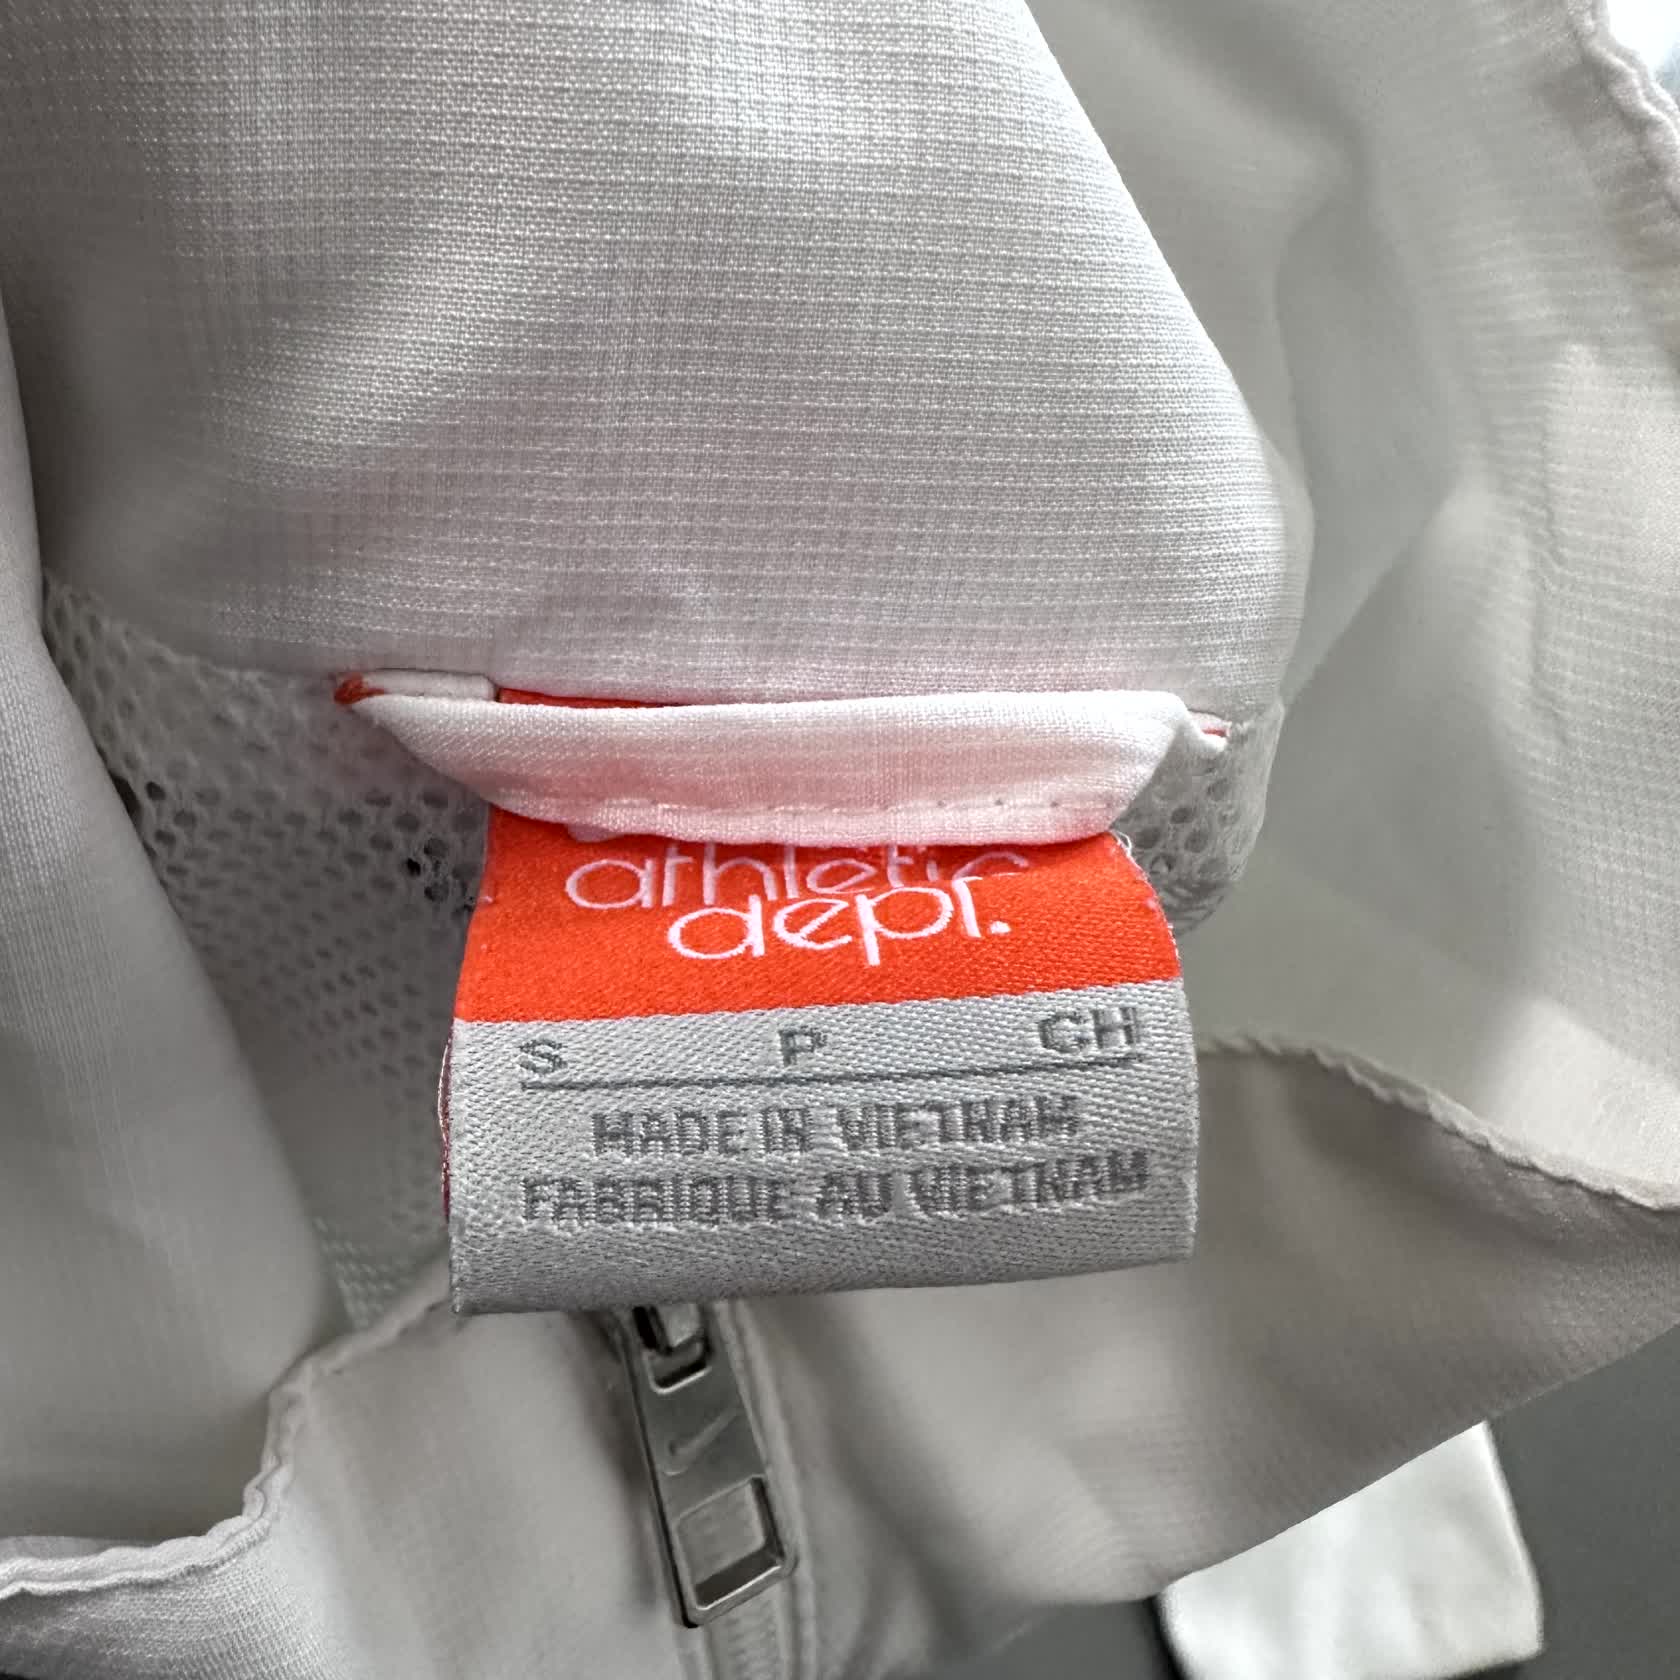 athletic
dept.
S P CH
MADE IN VIETNAM
FABRIQUE AU VIETNAM